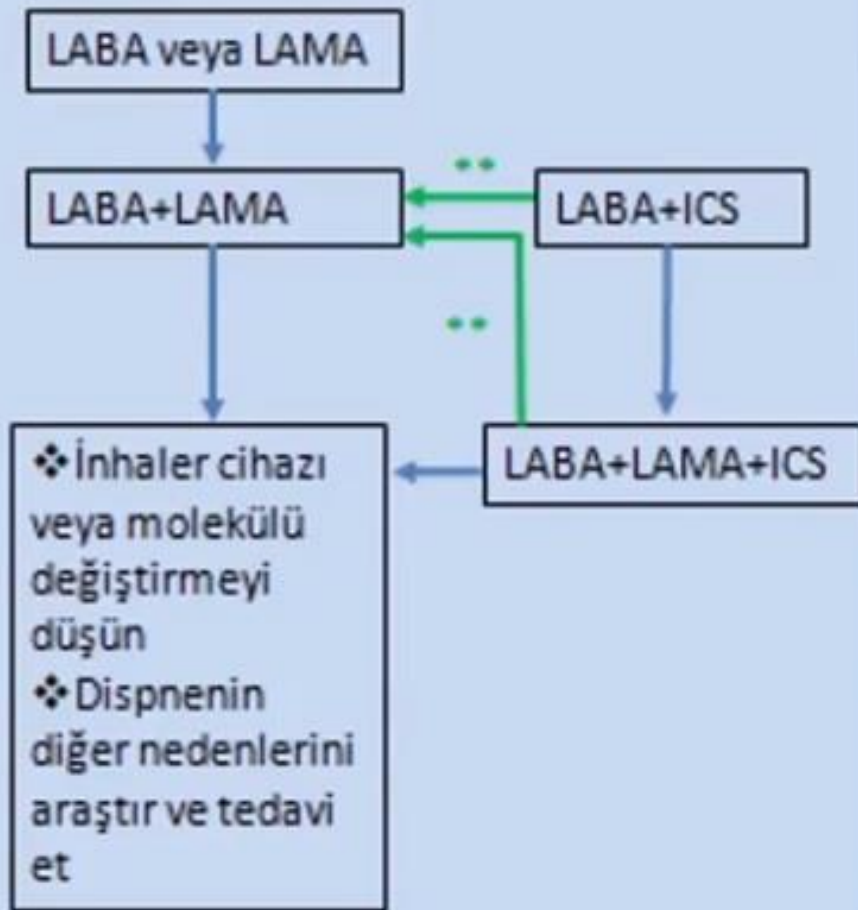 LABA veya LAMA
LABA+LAMA
**
LABA+ICS
**
LABA+LAMA+ICS
❖İnhaler cihazı
veya molekülü
değiştirmeyi
düşün
❖Dispnenin
diğer nedenlerini
araştır ve tedavi
et